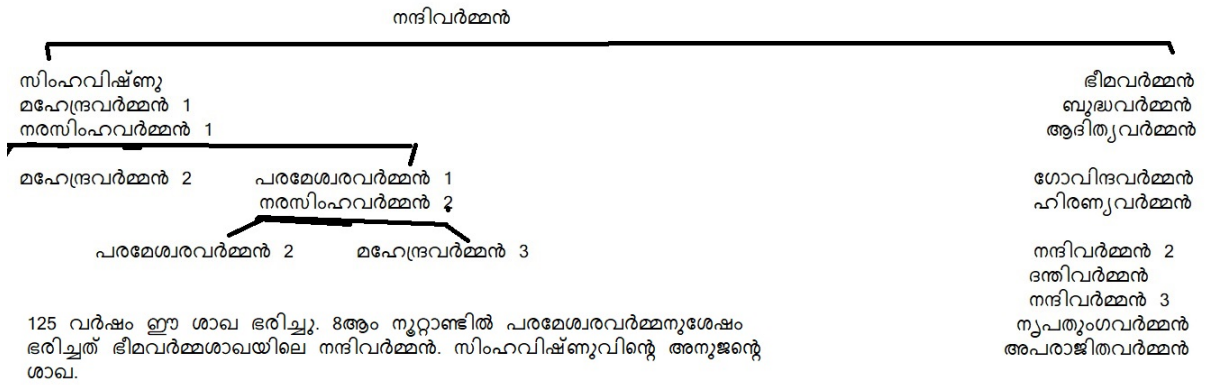 നന്ദിവർമ്മൻ
സിംഹവിഷ്ണു
മഹേന്ദ്രവർമ്മൻ 1
നരസിംഹവർമ്മൻ 1
മഹേന്ദ്രവർമ്മൻ 2 പരമേശ്വരവർമ്മൻ 1
നരസിംഹവർമ്മൻ 2
പരമേശ്വരവർമ്മൻ 2 മഹേന്ദ്രവർമ്മൻ 3
125 വർഷം ഈ ശാഖ ഭരിച്ചു. 8ആം നൂറ്റാണ്ടിൽ പരമേശ്വരവർമ്മനുശേഷം
ഭരിച്ചത് ഭീമവർമ്മശാഖയിലെ നന്ദിവർമ്മൻ. സിംഹവിഷ്ണുവിന്റെ അനുജന്റെ
ശാഖ.
ഭീമവർമ്മൻ
ബുദ്ധവർമ്മൻ
ആദിത്യവർമ്മൻ
ഗോവിന്ദവർമ്മൻ
ഹിരണ്യവർമ്മൻ
നന്ദിവർമ്മൻ 2
ദന്തിവർമ്മൻ
നന്ദിവർമ്മൻ 3
നൃപതുംഗവർമ്മൻ
അപരാജിതവർമ്മൻ